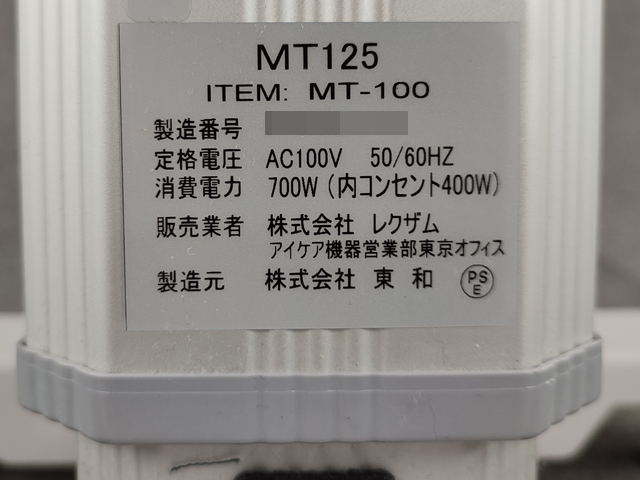 MT125
ITEM: MT-100
製造番号
定格電圧 AC100V 50/60HZ
消費電力 700W (内コンセント400W)
販売業者 株式会社 レクザム
アイケア機器営業部東京オフィス
製造元 株式会社 東和 PSE